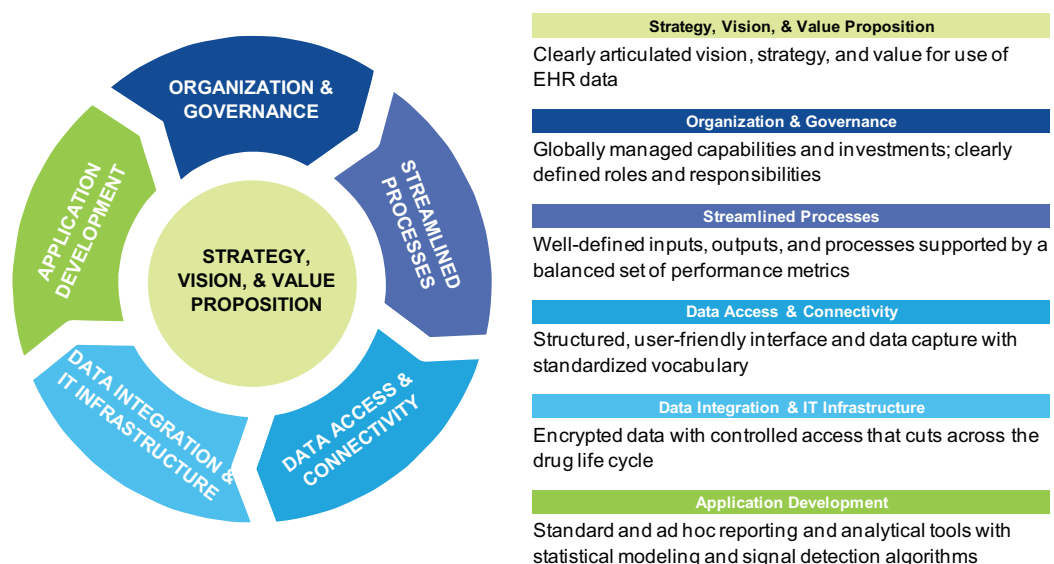 ORGANIZATION &
GOVERNANCE
STREAMLINED
PROCESSES
DATA ACCESS &
CONNECTIVITY
DATA INTEGRATION &
IT INFRASTRUCTURE
APPLICATION
DEVELOPMENT
STRATEGY,
VISION, & VALUE
PROPOSITION
Strategy, Vision, & Value Proposition
Clearly articulated vision, strategy, and value for use of
EHR data
Organization & Governance
Globally managed capabilities and investments; clearly
defined roles and responsibilities
Streamlined Processes
Well-defined inputs, outputs, and processes supported by a
balanced set of performance metrics
Data Access & Connectivity
Structured, user-friendly interface and data capture with
standardized vocabulary
Data Integration & IT Infrastructure
Encrypted data with controlled access that cuts across the
drug life cycle
Application Development
Standard and ad hoc reporting and analytical tools with
statistical modeling and signal detection algorithms